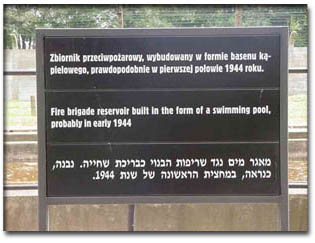 Zbiornik przeciwpożarowy, wybudowany w formie basenu ką-
pielowego, prawdopodobnie w pierwszej połowie 1944 roku.
Fire brigade reservoir built in the form of a swimming pool,
probably in early 1944
מאגר מים נגד שריפות הבנוי כבריכת שחייה. נבנה,
כנראה, במחצית הראשונה של שנת 1944.